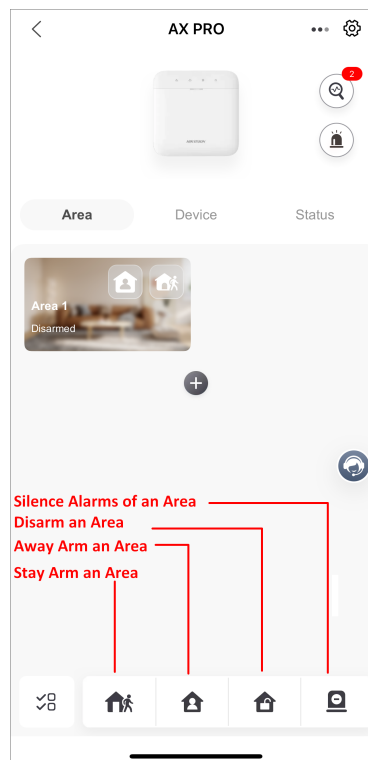 AX PRO
2
HIKVISION
Area
Device
Status
Area 1
Disarmed
Silence Alarms of an Area
Disarm an Area
Away Arm an Area
Stay Arm an Area